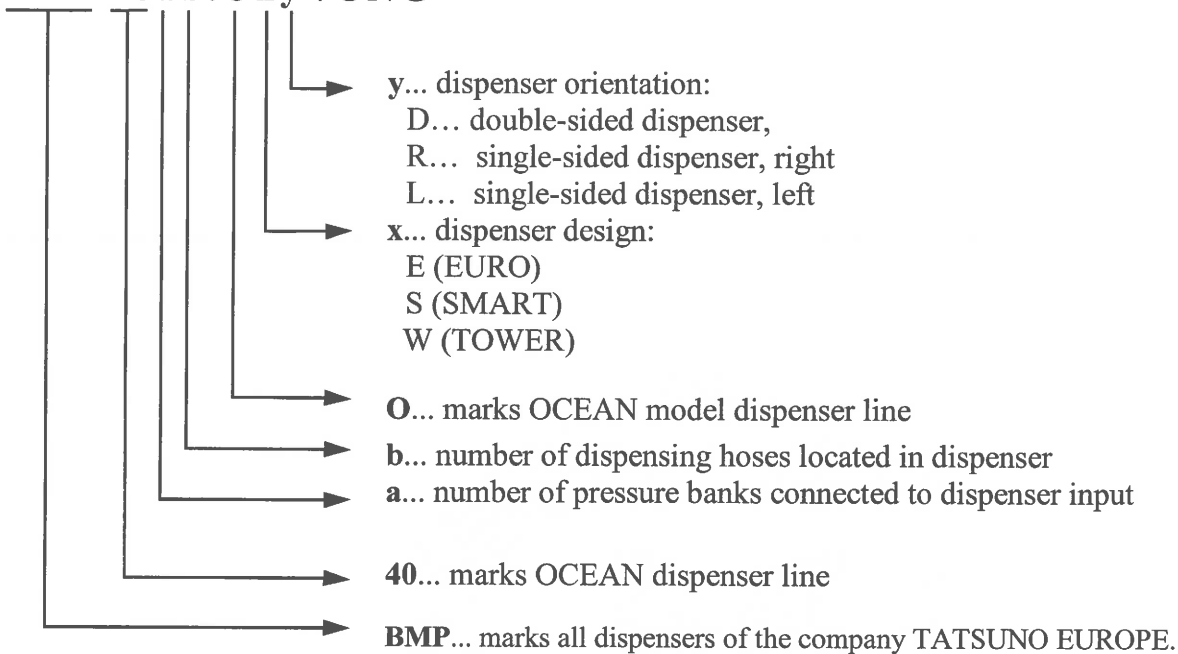 y... dispenser orientation:
D... double-sided dispenser,
R... single-sided dispenser, right
L... single-sided dispenser, left
x... dispenser design:
E (EURO)
S (SMART)
W (TOWER)
O... marks OCEAN model dispenser line
b... number of dispensing hoses located in dispenser
a... number of pressure banks connected to dispenser input
40... marks OCEAN dispenser line
BMP... marks all dispensers of the company TATSUNO EUROPE.